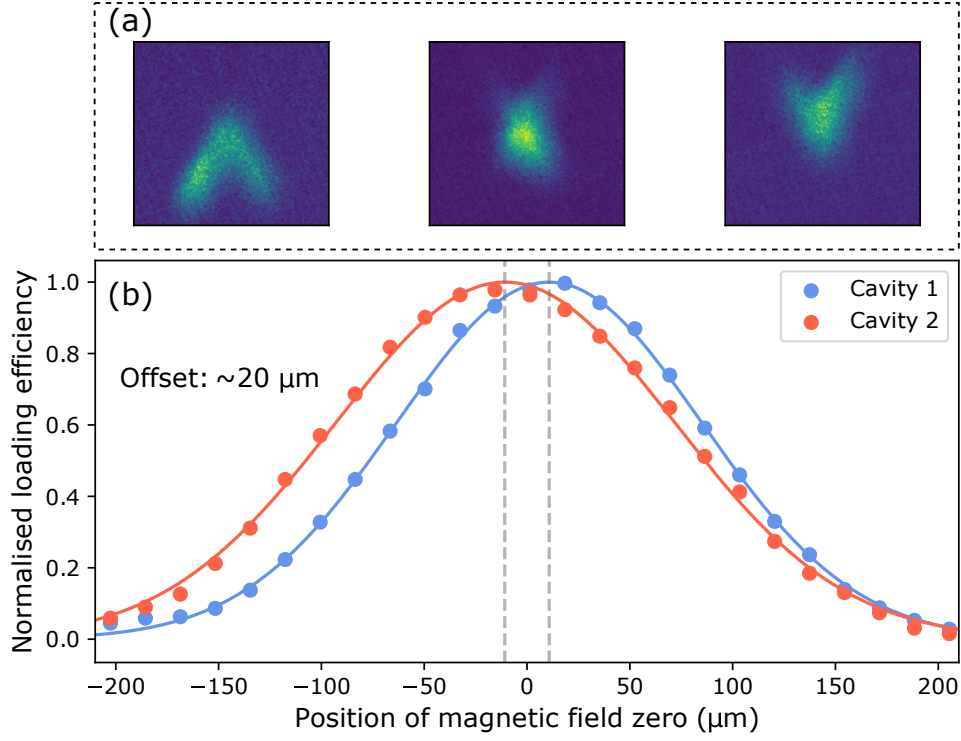 (a)
(b)
Offset: ~20 μm
Cavity 1
Cavity 2
Normalised loading efficiency
1.0
0.8
0.6
0.4
0.2
0.0
−200
−150
−100
−50
0
50
100
150
200
Position of magnetic field zero (μm)